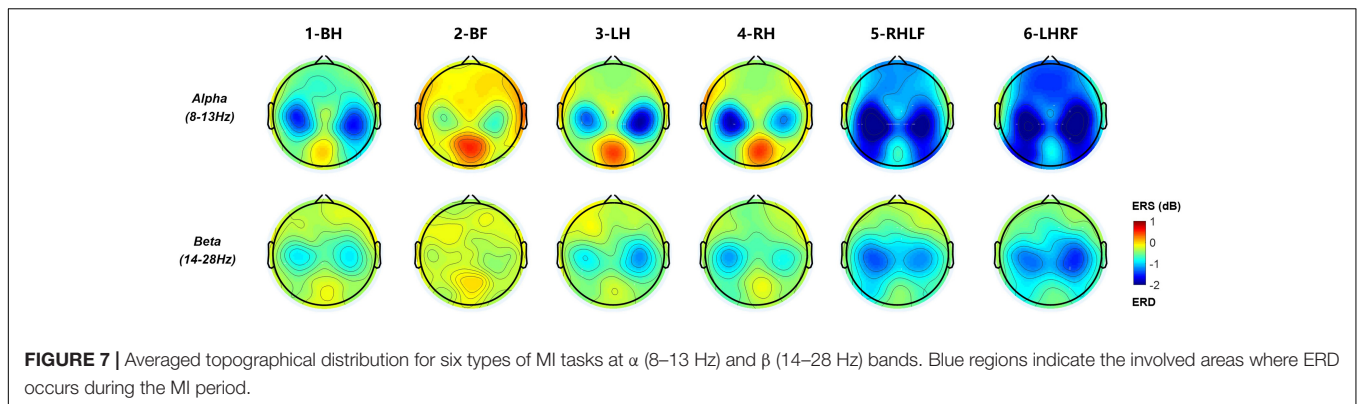 1-BH 2-BF 3-LH 4-RH 5-RHLF 6-LHRF
Alpha
(8-13Hz)
Beta
(14-28Hz)
ERS (dB)
1
0
-1
-2
ERD
FIGURE 7 | Averaged topographical distribution for six types of MI tasks at α (8–13 Hz) and β (14–28 Hz) bands. Blue regions indicate the involved areas where ERD
occurs during the MI period.